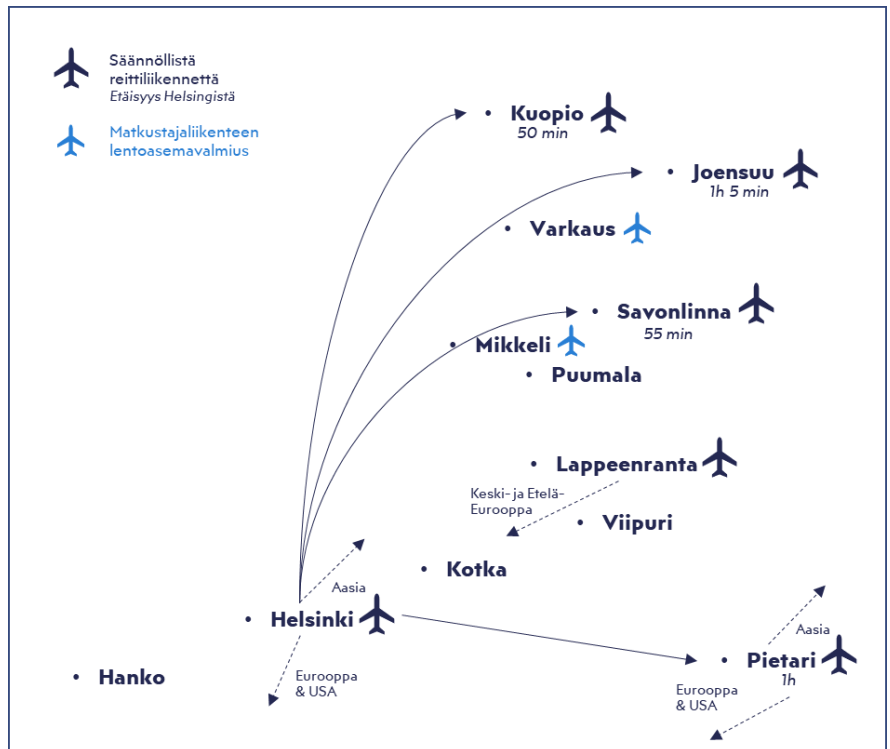 Säännöllistä
reittiliikennettä
Etäisyys Helsingistä
Matkustajaliikenteen
lentoasemavalmius
Kuopio
50 min
Joensuu
1h 5 min
Varkaus
Savonlinna
55 min
Mikkeli
Puumala
Lappeenranta
Keski- ja Etelä-
Eurooppa
Viipuri
Kotka
Aasia
Helsinki
Aasia
Pietari
1h
Hanko
Eurooppa
& USA
Eurooppa
& USA